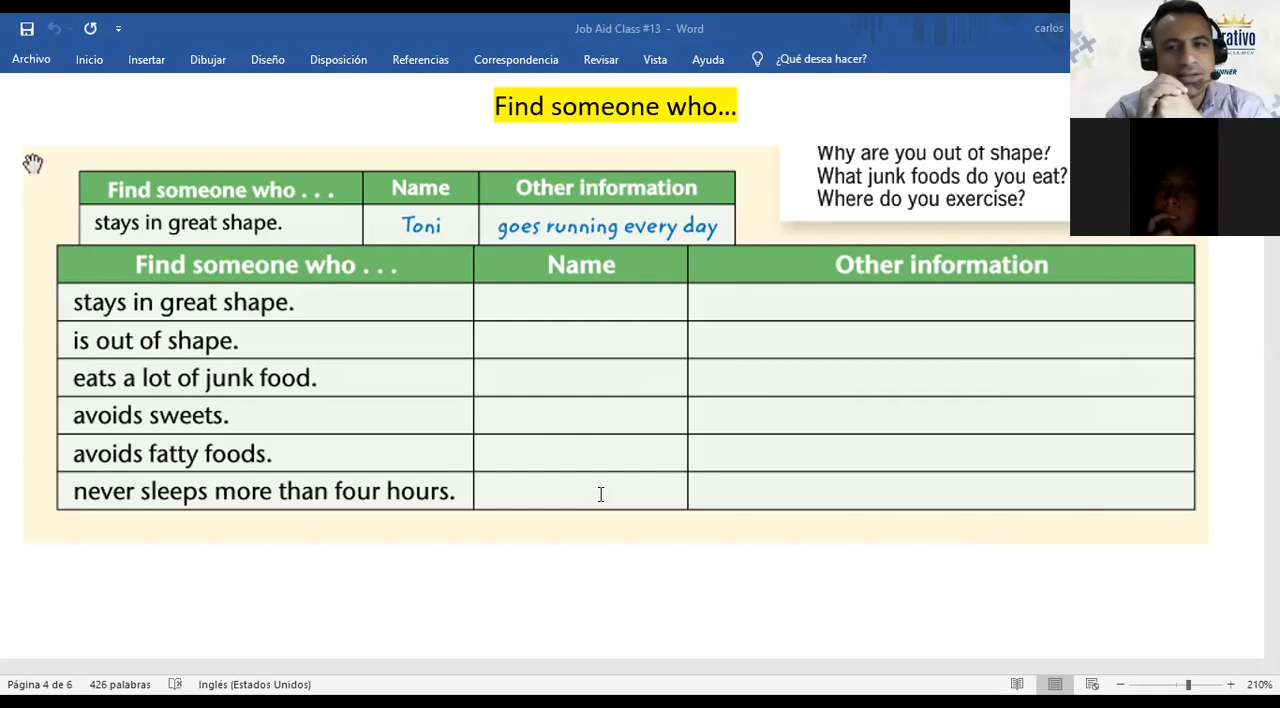 Job Aid Class #13 - Word
carlos
Archivo Inicio Insertar Dibujar Diseño Disposición Referencias Correspondencia Revisar Vista Ayuda ¿Qué desea hacer?
Find someone who...
Why are you out of shape?
What junk foods do you eat?
Where do you exercise?
Find someone who . . . Name Other information
stays in great shape. Toni goes running every day
Find someone who . . . Name Other information
stays in great shape.
is out of shape.
eats a lot of junk food.
avoids sweets.
avoids fatty foods.
never sleeps more than four hours.
Página 4 de 6 426 palabras Inglés (Estados Unidos) 210%